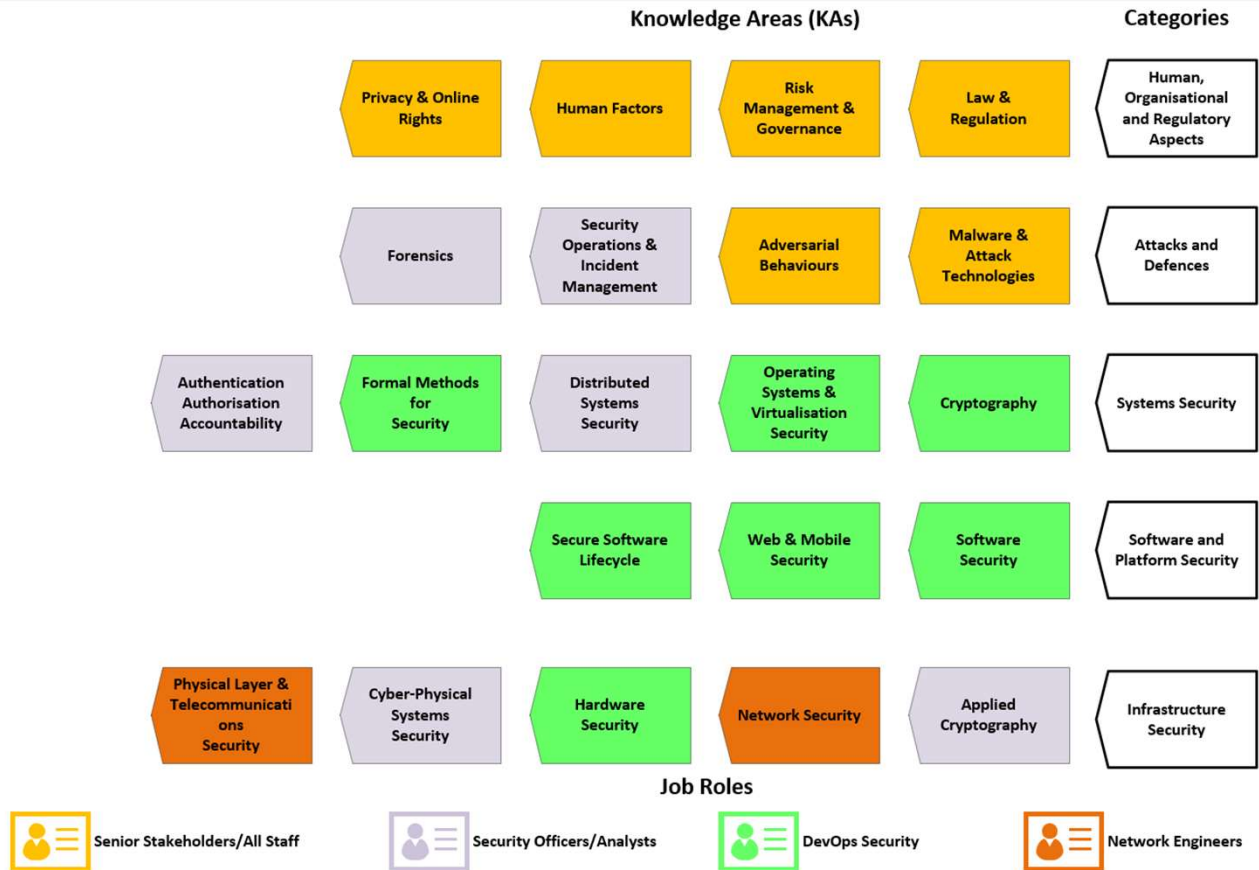 Knowledge Areas (KAs)
Categories
Privacy & Online
Rights
Human Factors
Risk
Management &
Governance
Law &
Regulation
Human,
Organisational
and Regulatory
Aspects
Forensics
Security
Operations &
Incident
Management
Adversarial
Behaviours
Malware &
Attack
Technologies
Attacks and
Defences
Authentication
Authorisation
Accountability
Formal Methods
for
Security
Distributed
Systems
Security
Operating
Systems &
Virtualisation
Security
Cryptography
Systems Security
Secure Software
Lifecycle
Web & Mobile
Security
Software
Security
Software and
Platform Security
Physical Layer &
Telecommunicati
ons
Security
Cyber-Physical
Systems
Security
Hardware
Security
Network Security
Applied
Cryptography
Infrastructure
Security
Job Roles
Senior Stakeholders/All Staff
Security Officers/Analysts
DevOps Security
Network Engineers